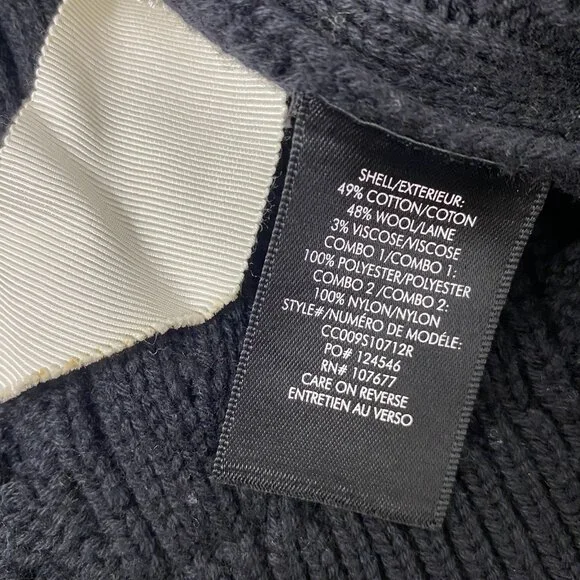 SHELL/EXTERIEUR:
49% COTTON/COTON
48% WOOL/LAINE
3% VISCOSE/VISCOSE
COMBO 1/COMBO 1:
100% POLYESTER/POLYESTER
COMBO 2 /COMBO 2:
100% NYLON/NYLON
STYLE#/NUMÉRO DE MODÉLE:
CC009S10712R
PO# 124546
RN# 107677
CARE ON REVERSE
ENTRETIEN AU VERSO